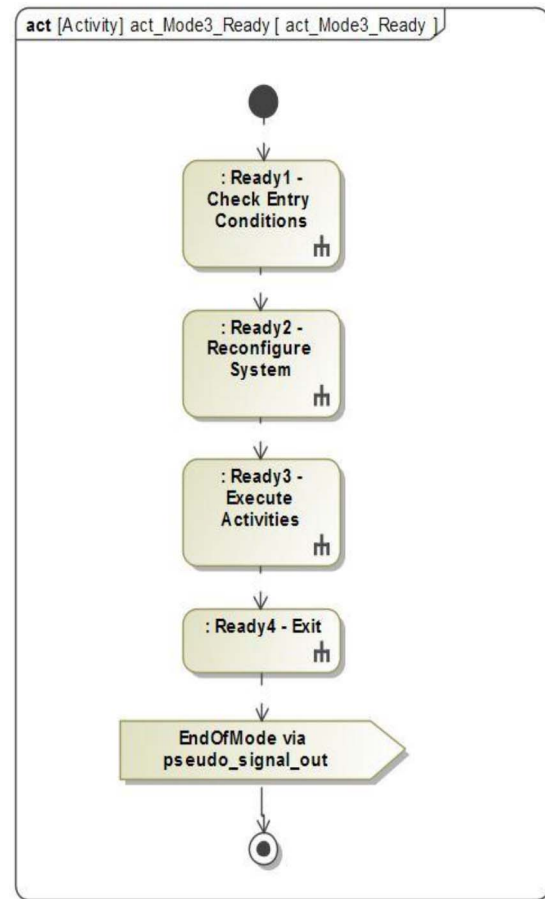 act [Activity] act_Mode3_Ready [ act_Mode3_Ready ]
: Ready1 -
Check Entry
Conditions
: Ready2 -
Reconfigure
System
: Ready3 -
Execute
Activities
: Ready4 - Exit
EndOfMode via
pseudo_signal_out